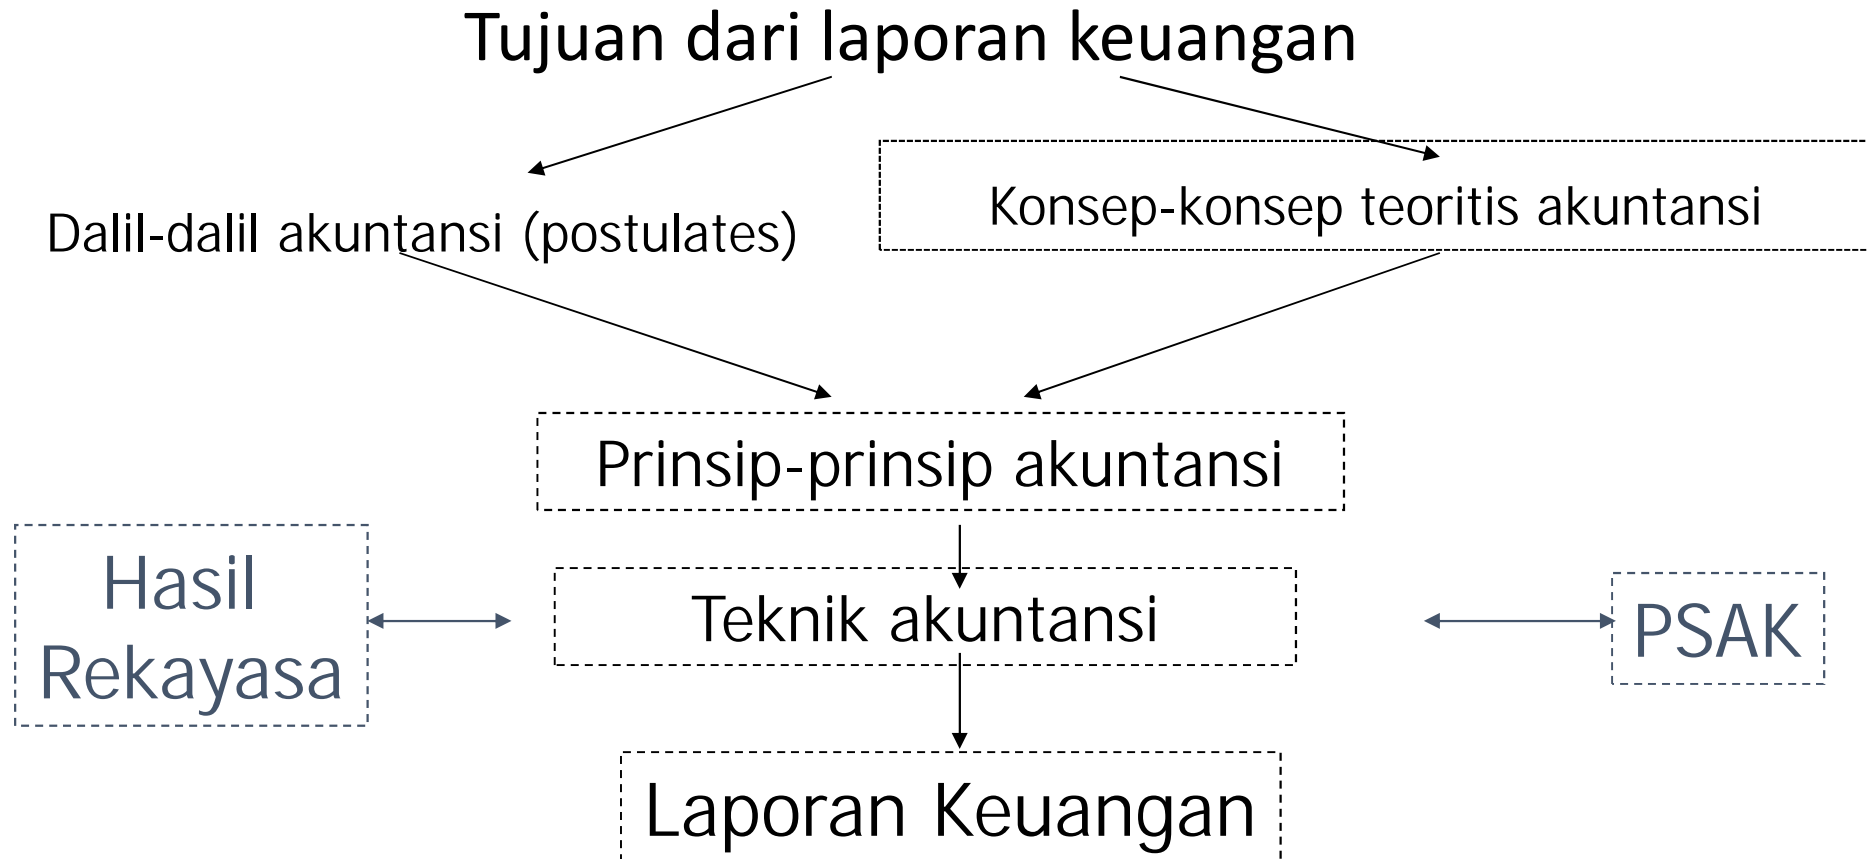 Tujuan dari laporan keuangan
Dalil-dalil akuntansi (postulates)
Konsep-konsep teoritis akuntansi
Prinsip-prinsip akuntansi
Hasil
Rekayasa
Teknik akuntansi
PSAK
Laporan Keuangan